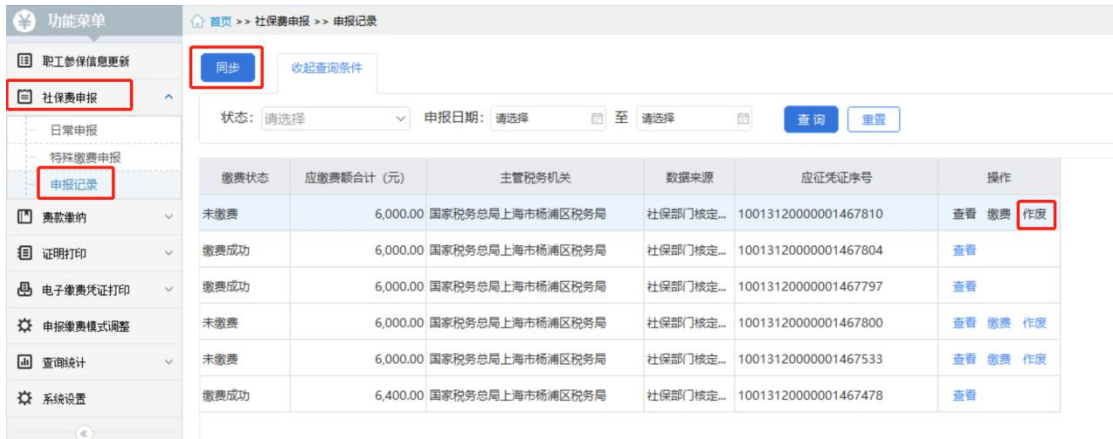 功能菜单
首页 >> 社保费申报 >> 申报记录
职工参保信息更新
社保费申报
日常申报
特殊缴费申报
申报记录
费款缴纳
证明打印
电子缴费凭证打印
申报缴费模式调整
查询统计
系统设置
同步 收起查询条件
状态: 请选择 申报日期: 请选择 至 请选择 查询 重置
缴费状态 应缴费额合计（元） 主管税务机关 数据来源 应征凭证序号 操作
未缴费 6,000.00 国家税务总局上海市杨浦区税务局 社保部门核定... 10013120000001467810 查看 缴费 作废
缴费成功 6,000.00 国家税务总局上海市杨浦区税务局 社保部门核定... 10013120000001467804 查看
缴费成功 6,000.00 国家税务总局上海市杨浦区税务局 社保部门核定... 10013120000001467797 查看
未缴费 6,000.00 国家税务总局上海市杨浦区税务局 社保部门核定... 10013120000001467800 查看 缴费 作废
未缴费 6,000.00 国家税务总局上海市杨浦区税务局 社保部门核定... 10013120000001467533 查看 缴费 作废
缴费成功 6,400.00 国家税务总局上海市杨浦区税务局 社保部门核定... 10013120000001467478 查看